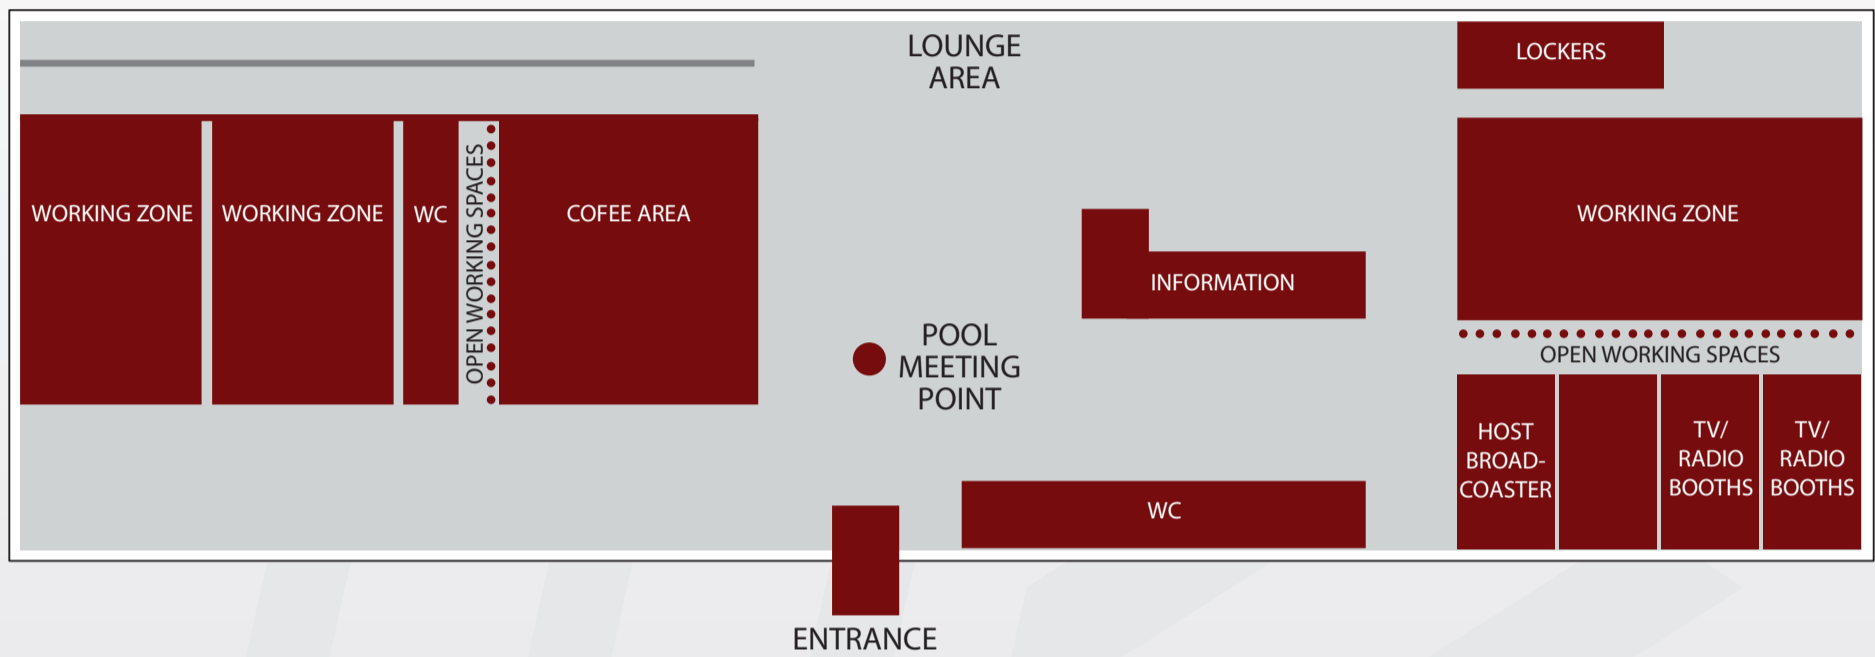 LOUNGE
AREA
LOCKERS
WORKING ZONE
WORKING ZONE
WC
OPEN WORKING SPACES
COFEE AREA
WORKING ZONE
INFORMATION
POOL
MEETING
POINT
OPEN WORKING SPACES
HOST
BROAD-
COASTER
TV/
RADIO
BOOTHS
TV/
RADIO
BOOTHS
WC
ENTRANCE